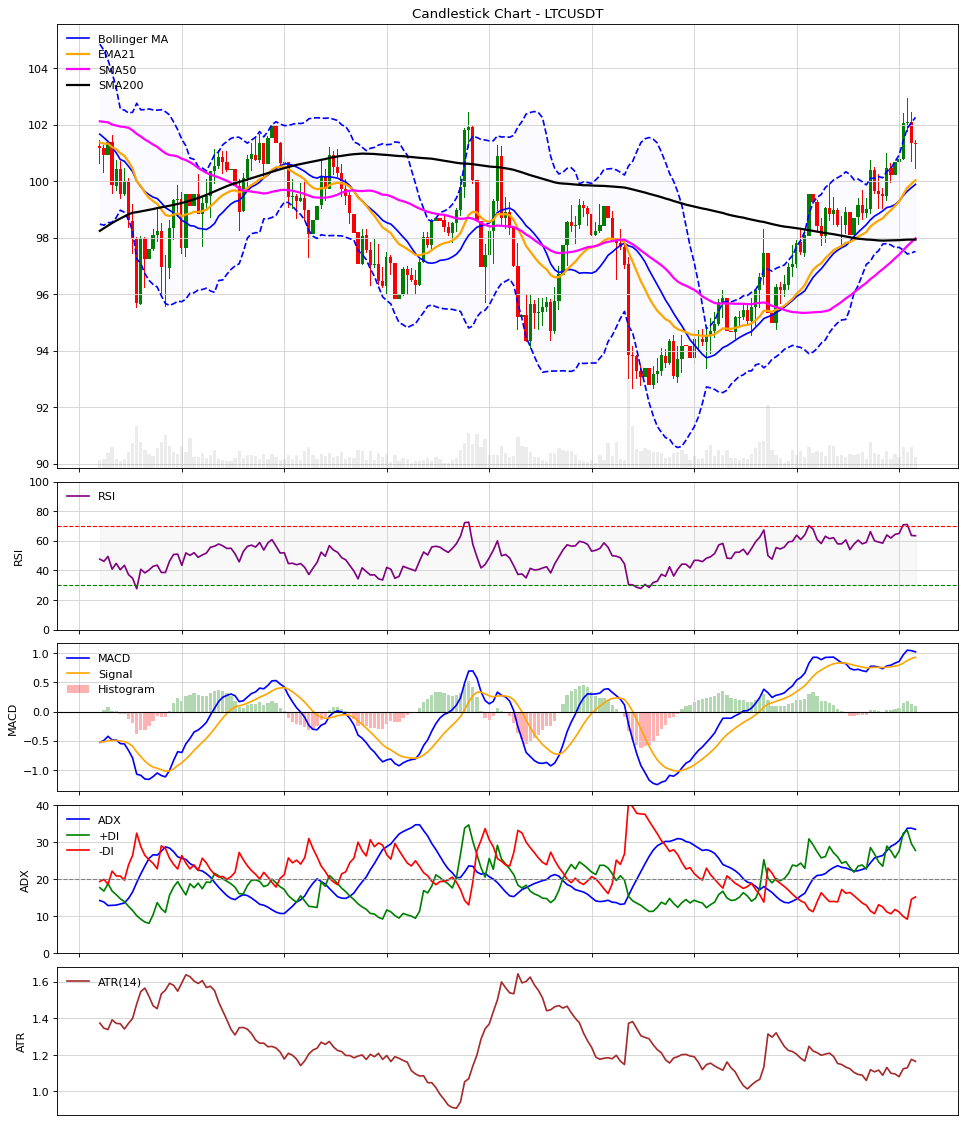 Candlestick Chart - LTCUSDT
Bollinger MA
EMA21
SMA50
SMA200
104
102
100
98
96
94
92
90
RSI
100
80
60
40
20
0
RSI
MACD
Signal
Histogram
1.0
0.5
0.0
−0.5
−1.0
MACD
ADX
+DI
-DI
40
30
20
10
0
ADX
ATR(14)
1.6
1.4
1.2
1.0
ATR